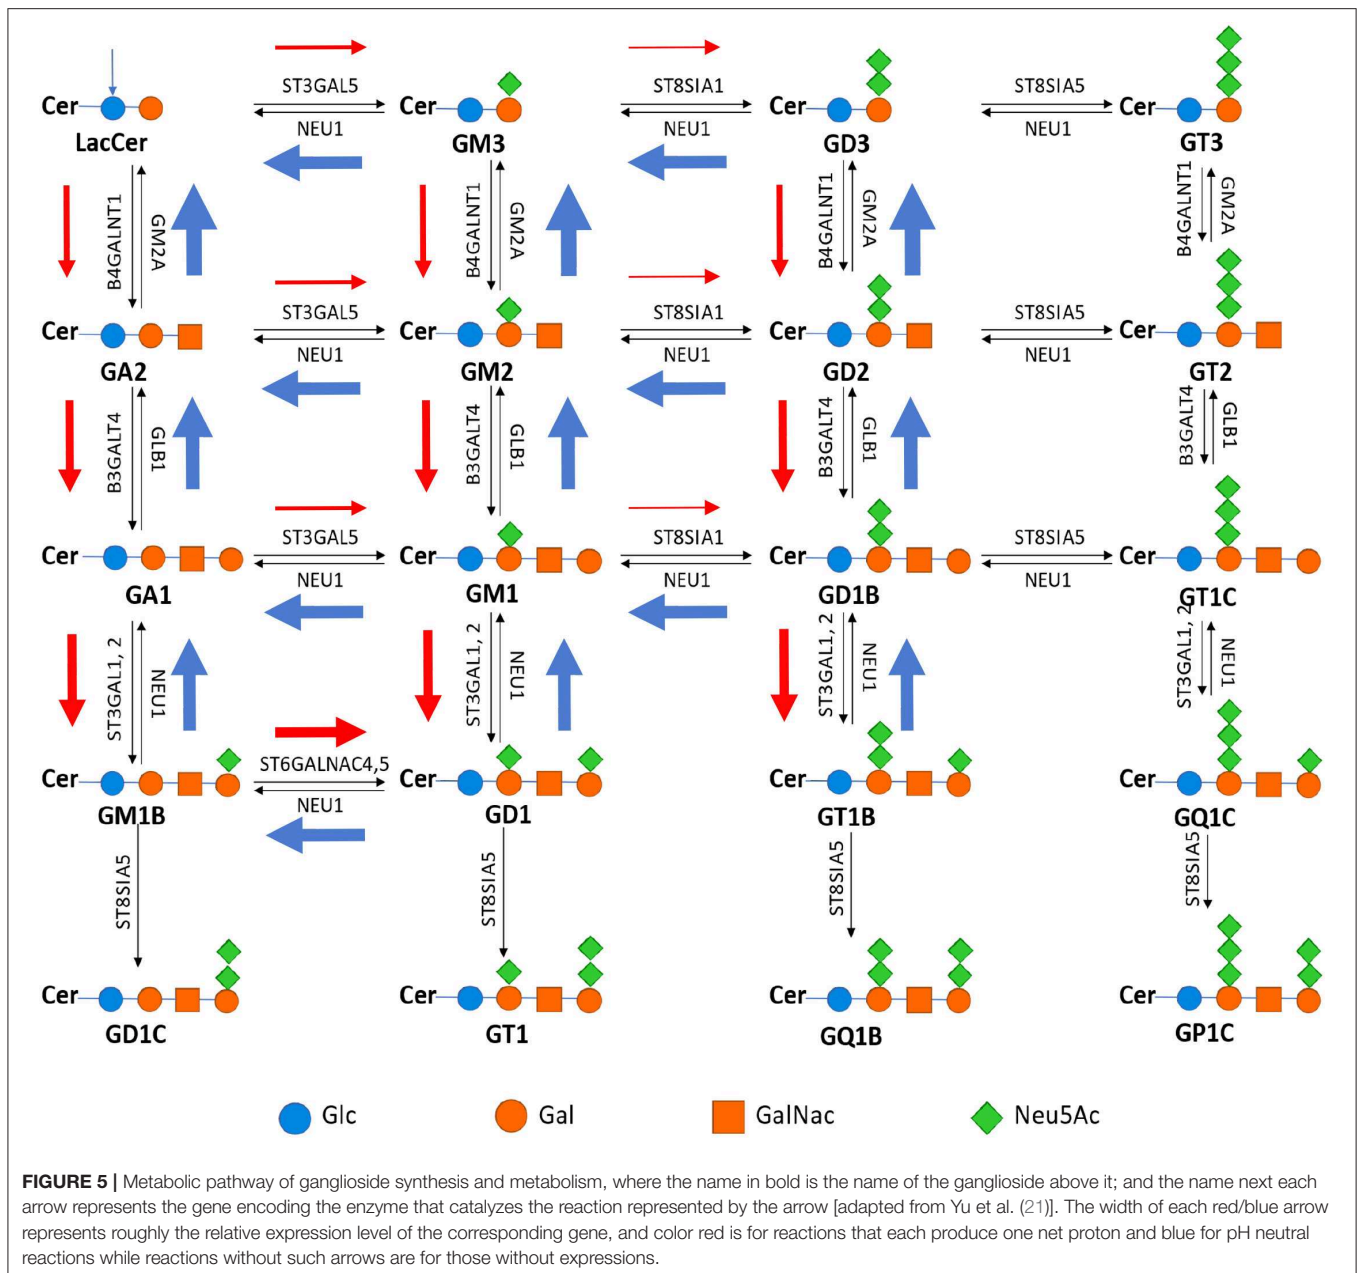 ST3GAL5 ST8SIA1 ST8SIA5
Cer Cer Cer Cer
NEU1 NEU1 NEU1
LacCer GM3 GD3 GT3
B4GALNT1 GM2A B4GALNT1 GM2A B4GALNT1 GM2A B4GALNT1 GM2A
ST3GAL5 ST8SIA1 ST8SIA5
Cer Cer Cer Cer
NEU1 NEU1 NEU1
GA2 GM2 GD2 GT2
B3GALT4 GLB1 B3GALT4 GLB1 B3GALT4 GLB1 B3GALT4 GLB1
ST3GAL5 ST8SIA1 ST8SIA5
Cer Cer Cer Cer
NEU1 NEU1 NEU1
GA1 GM1 GD1B GT1C
ST3GAL1, 2 NEU1 ST3GAL1, 2 NEU1 ST3GAL1, 2 NEU1 ST3GAL1, 2 NEU1
ST6GALNAC4,5
Cer Cer Cer Cer
NEU1
GM1B GD1 GT1B GQ1C
ST8SIA5 ST8SIA5 ST8SIA5 ST8SIA5
Cer Cer Cer Cer
GD1C GT1 GQ1B GP1C
Glc Gal GalNac Neu5Ac
FIGURE 5 | Metabolic pathway of ganglioside synthesis and metabolism, where the name in bold is the name of the ganglioside above it; and the name next each
arrow represents the gene encoding the enzyme that catalyzes the reaction represented by the arrow [adapted from Yu et al. (21)]. The width of each red/blue arrow
represents roughly the relative expression level of the corresponding gene, and color red is for reactions that each produce one net proton and blue for pH neutral
reactions while reactions without such arrows are for those without expressions.